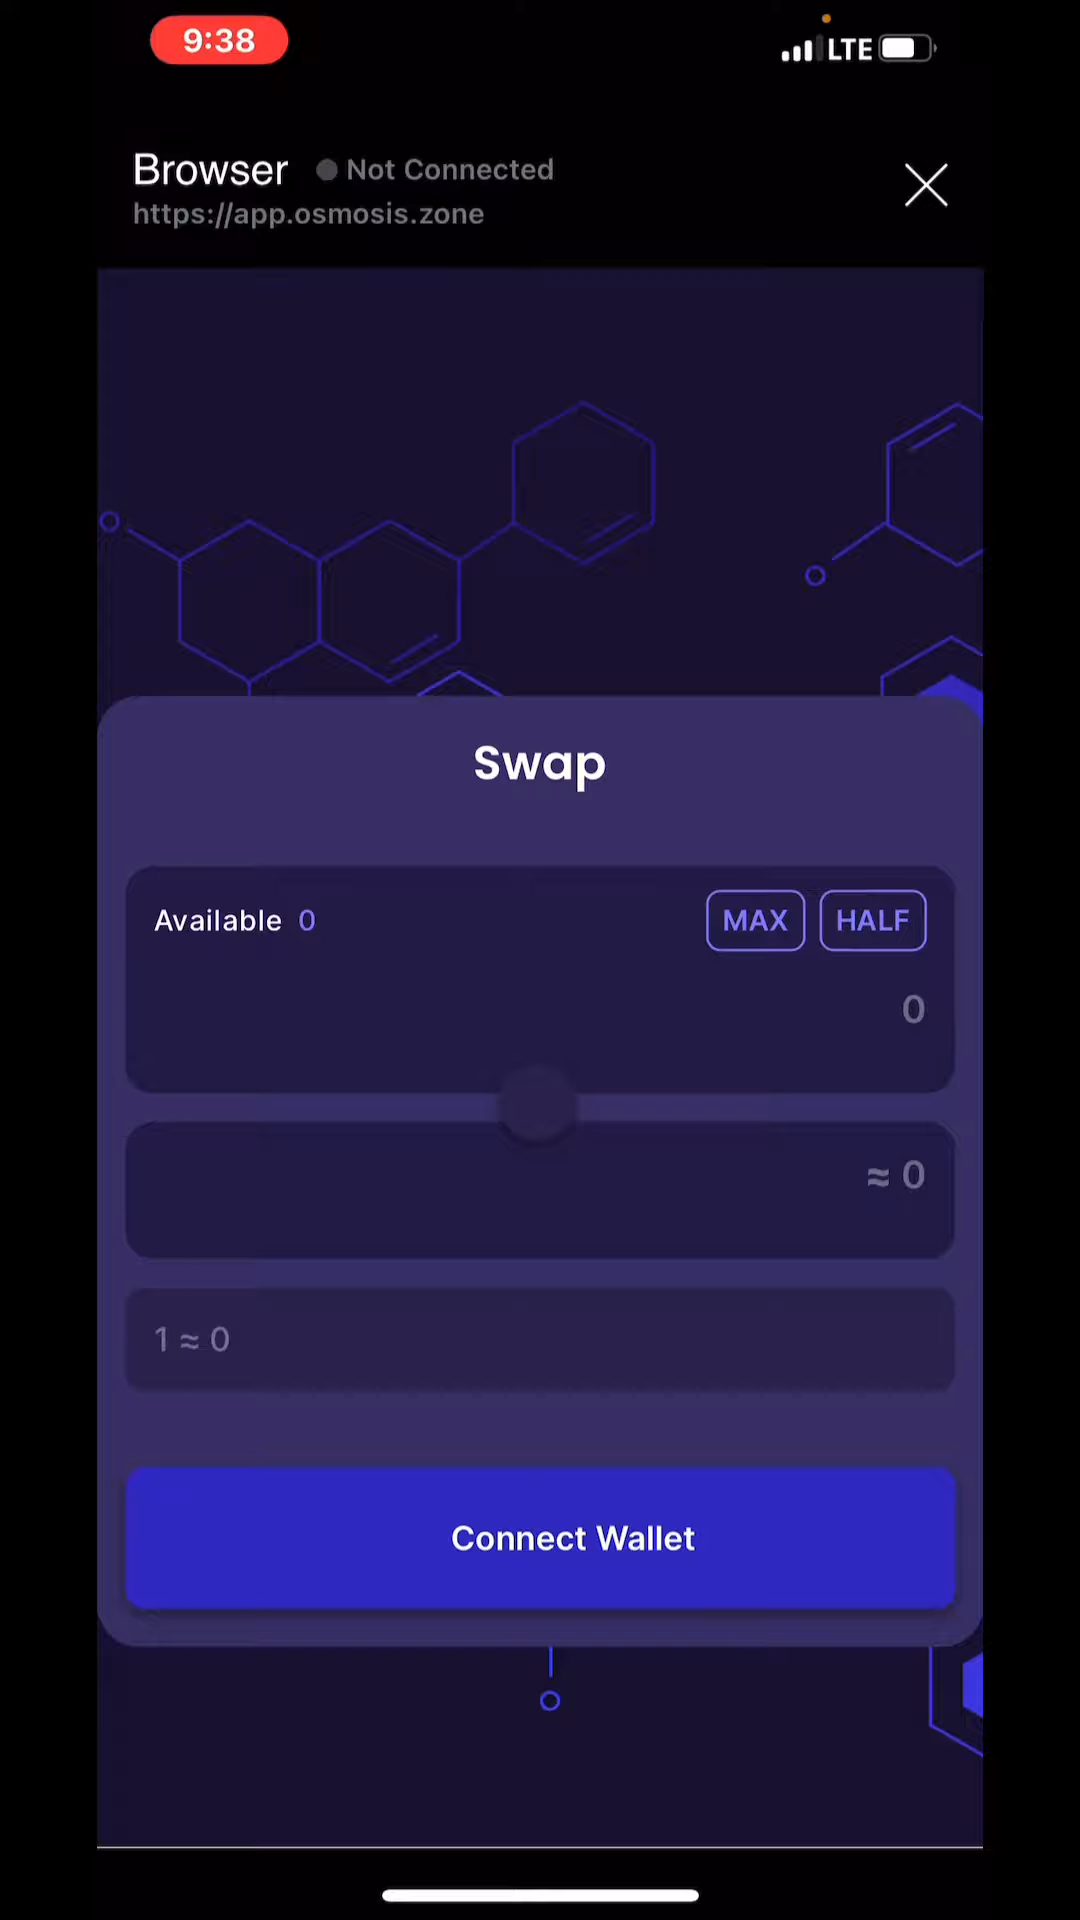 9:38
LTE
Browser
Not Connected
https://app.osmosis.zone
Swap
Available 0
MAX
HALF
0
≈ 0
1 ≈ 0
Connect Wallet